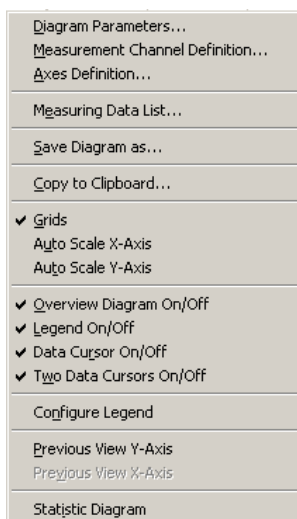 Diagram Parameters...
Measurement Channel Definition...
Axes Definition...
Measuring Data List...
Save Diagram as...
Copy to Clipboard...
Grids
Auto Scale X-Axis
Auto Scale Y-Axis
Overview Diagram On/Off
Legend On/Off
Data Cursor On/Off
Two Data Cursors On/Off
Configure Legend
Previous View Y-Axis
Previous View X-Axis
Statistic Diagram